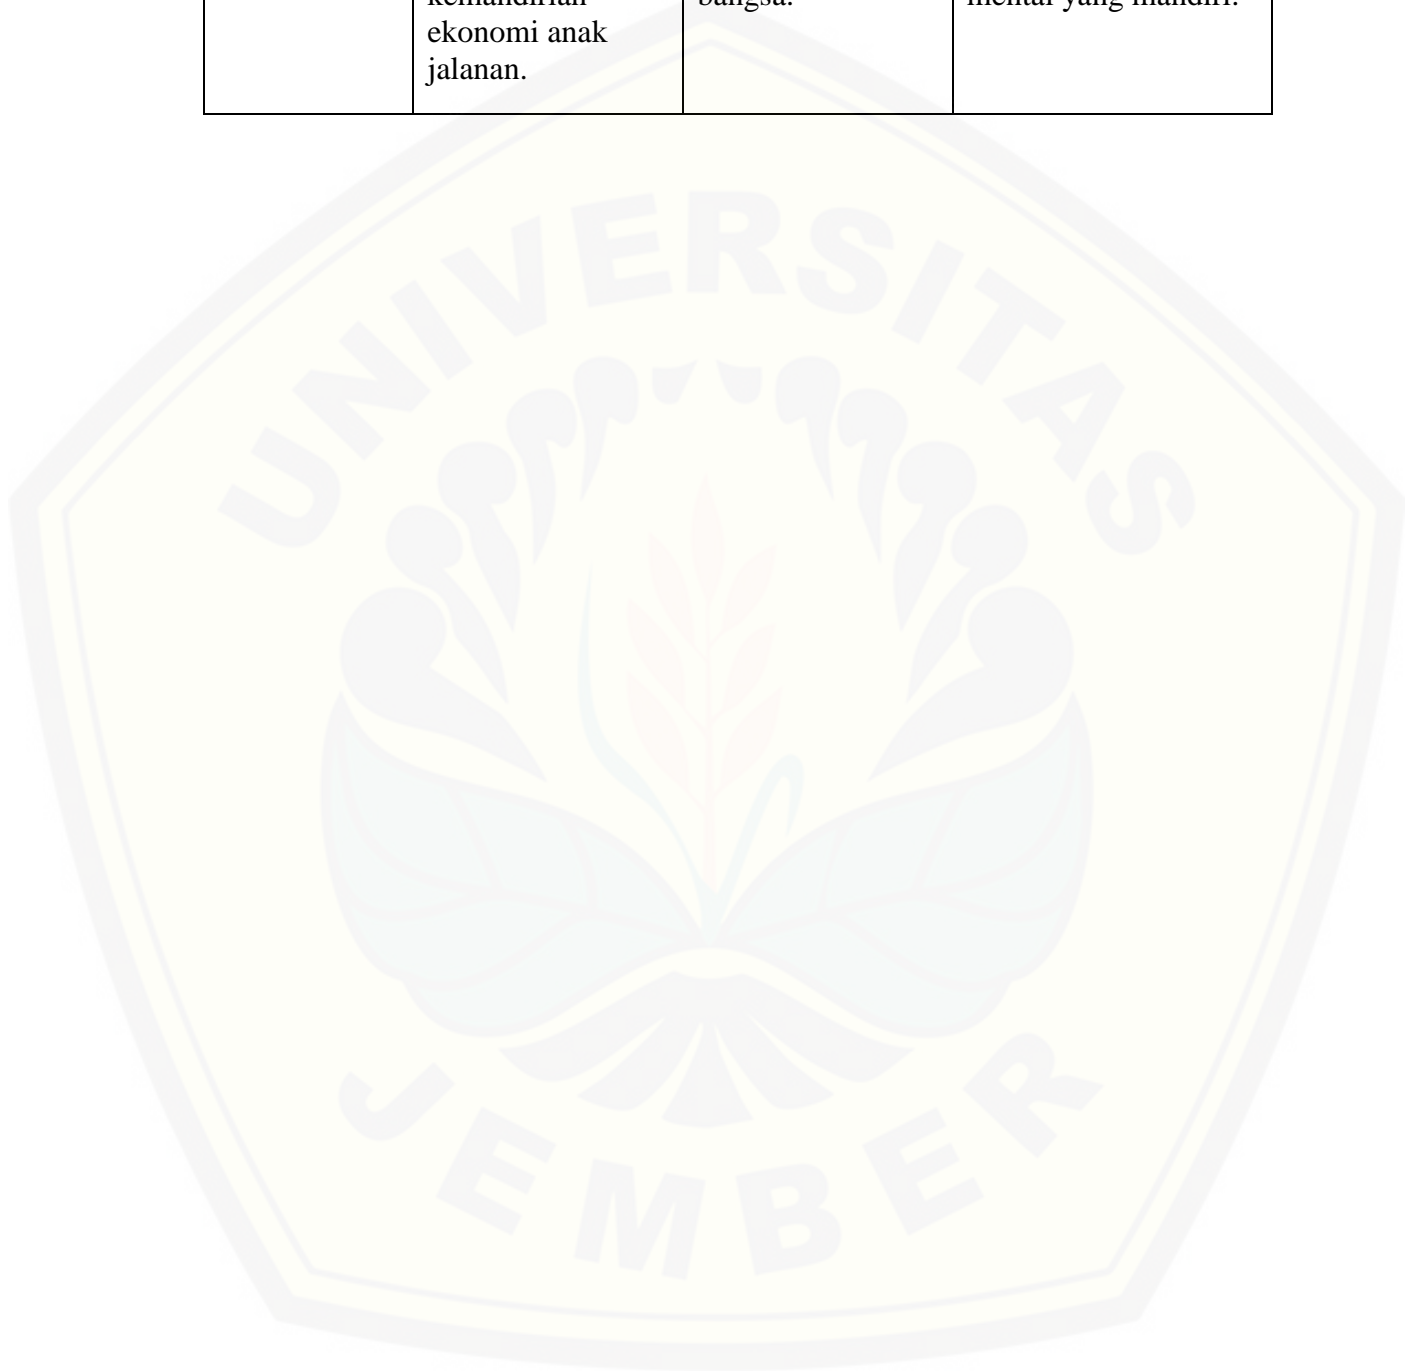 kemandirian
ekonomi anak
jalanan.
bangsa.
mental yang mandiri.
UNIVERSITAS
JEMBER